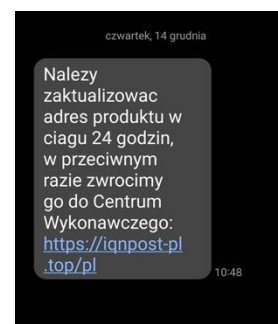 czwartek, 14 grudnia
Nalezy
zaktualizowac
adres produktu w
ciagu 24 godzin,
w przeciwnym
razie zwrocimy
go do Centrum
Wykonawczego:
https://iqnpost-pl
.top/pl
10:48